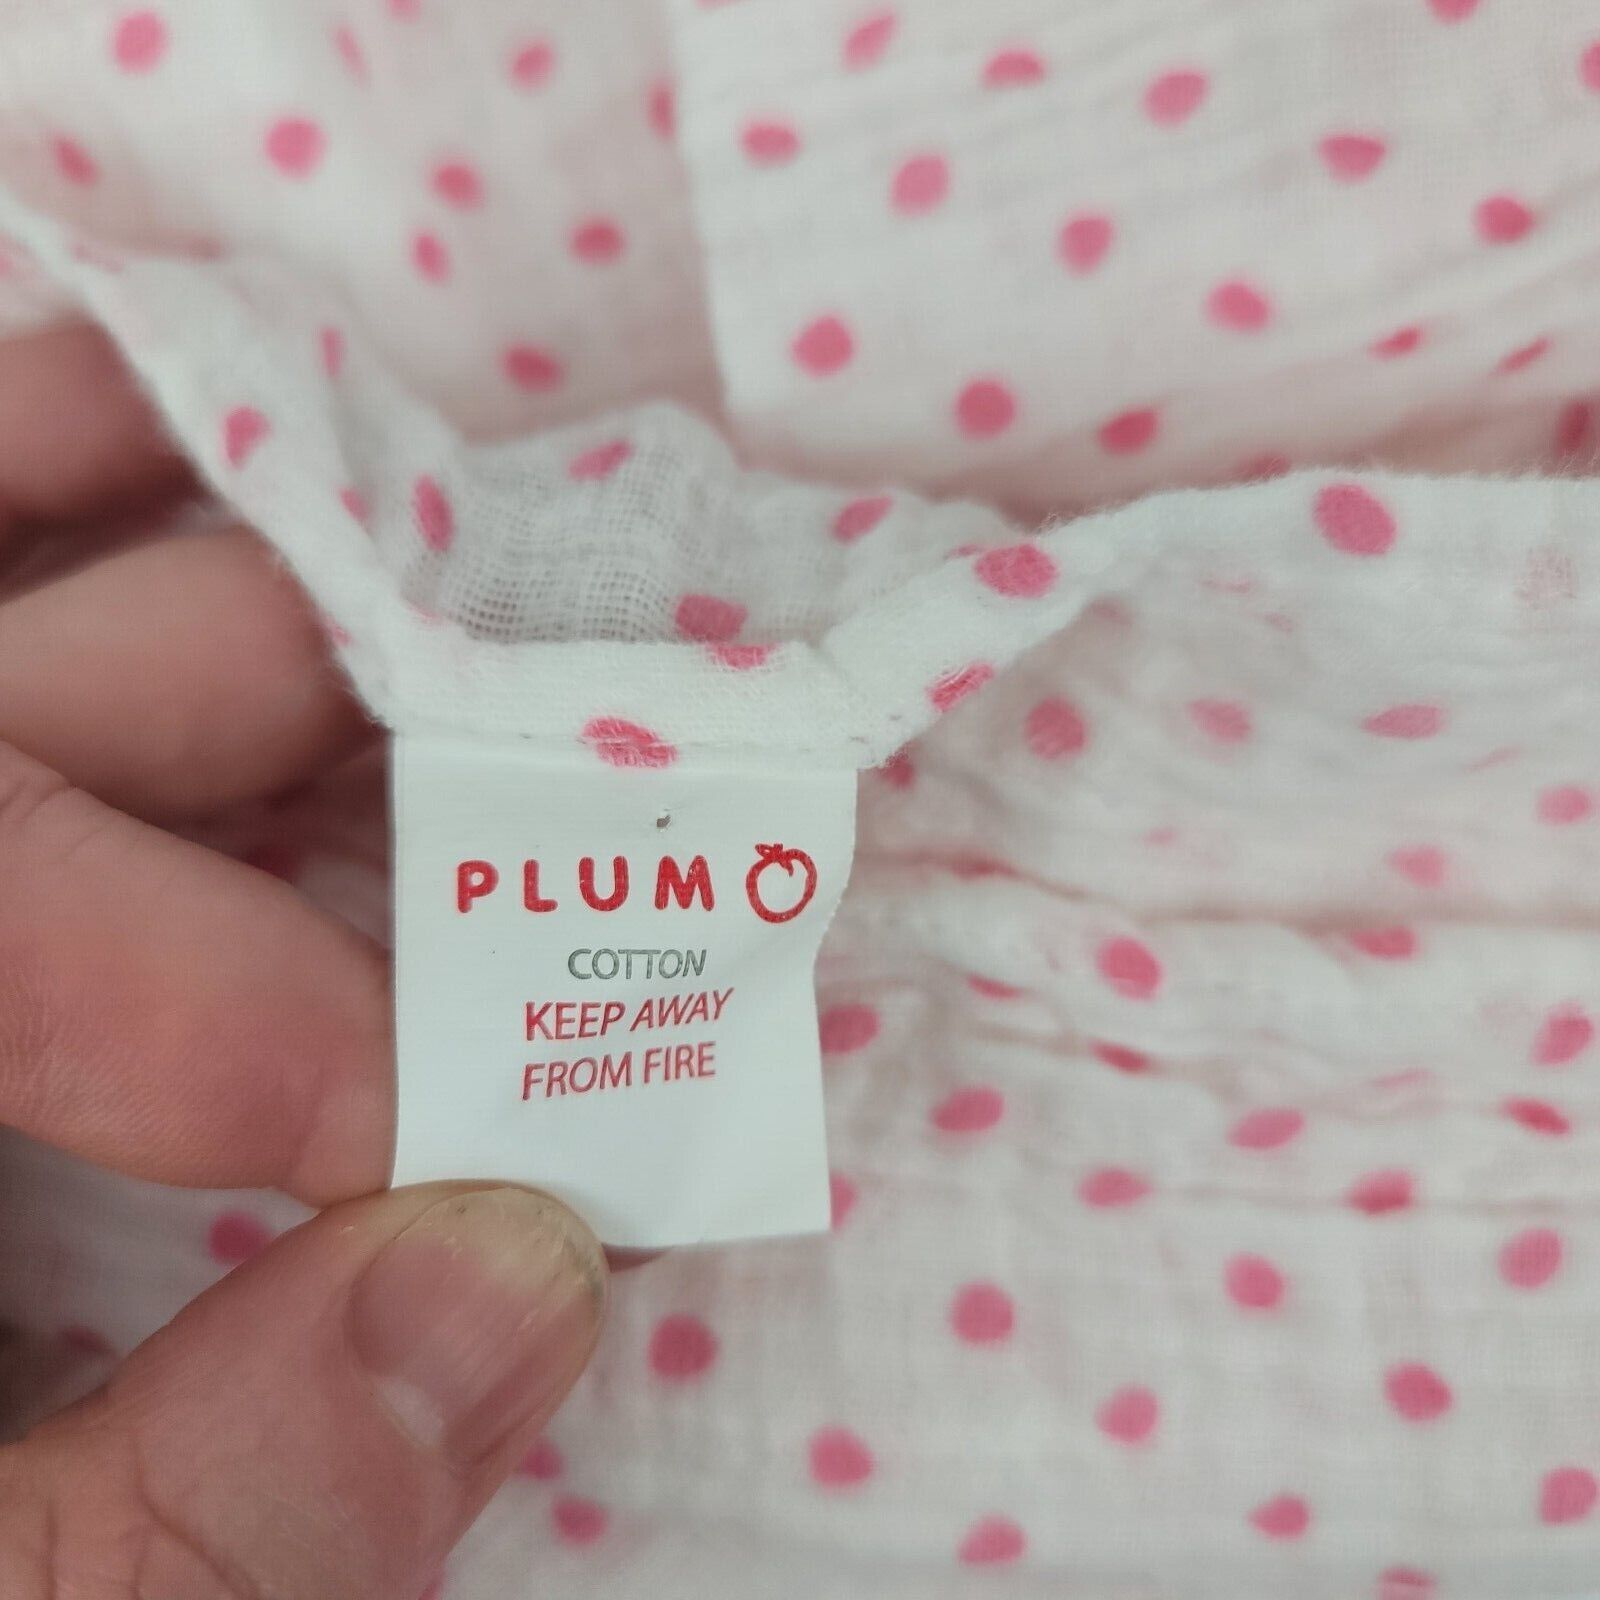 PLUM
COTTON
KEEP AWAY
FROM FIRE